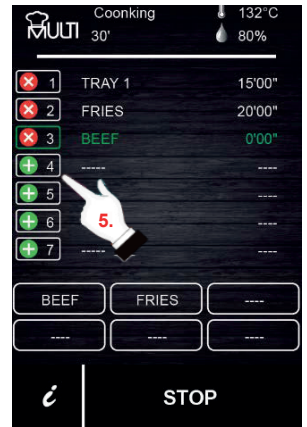 MULTI Coonking 132°C
30' 80%
1 TRAY 1 15'00"
2 FRIES 20'00"
3 BEEF 0'00"
4 ----- ----
5 ----
6 ----
7 ----- ----
5.
BEEF FRIES ----
---- ---- ----
i STOP